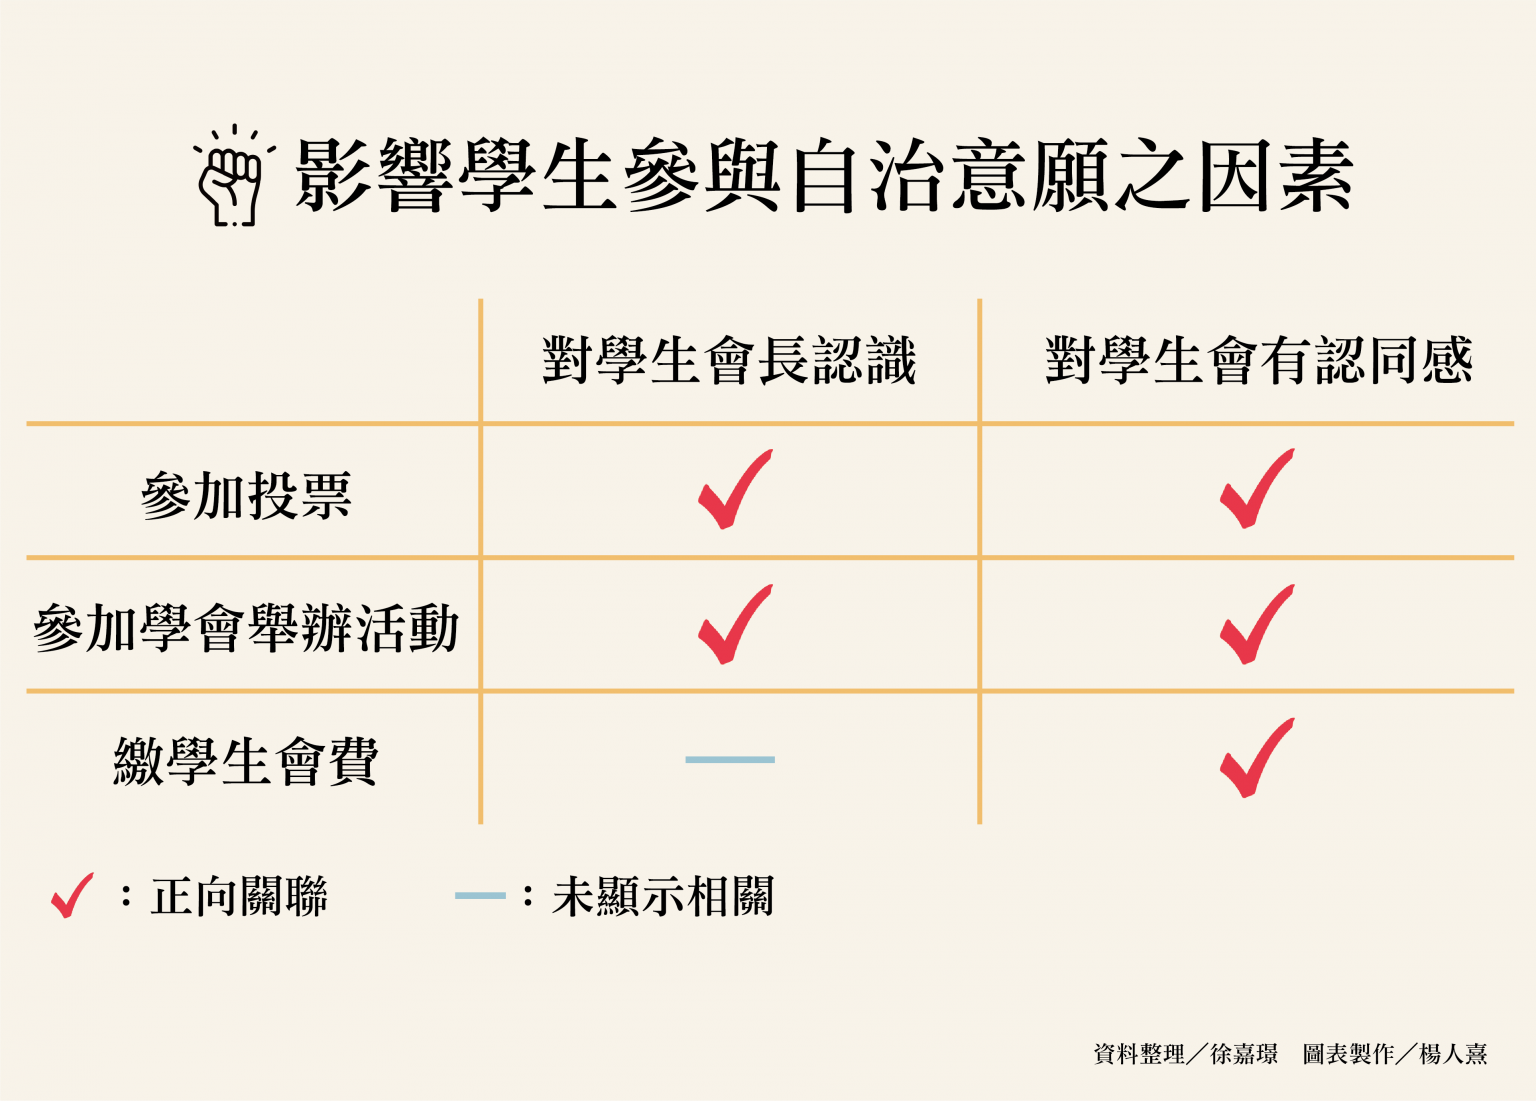 影響學生參與自治意願之因素
對學生會長認識 對學生會有認同感
參加投票
參加學會舉辦活動
繳學生會費
：正向關聯 ：未顯示相關
資料整理／徐嘉璟 圖表製作／楊人熹